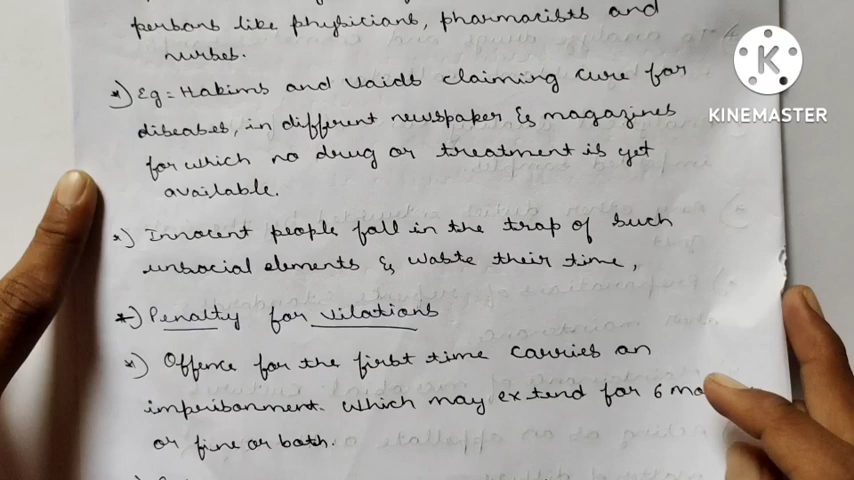 persons like physicians, pharmacists and
nurses.
*) Eg = Hakims and Vaids claiming cure for
diseases, in different newspaper & magazines
for which no drug or treatment is yet
available.
*) Innocent people fall in the trap of such
unsocial elements & waste their time,
*) Penalty for vilations
*) Offence for the first time carries an
imprisonment. which may extend for 6 mo
or fine or both.
K
KINEMASTER